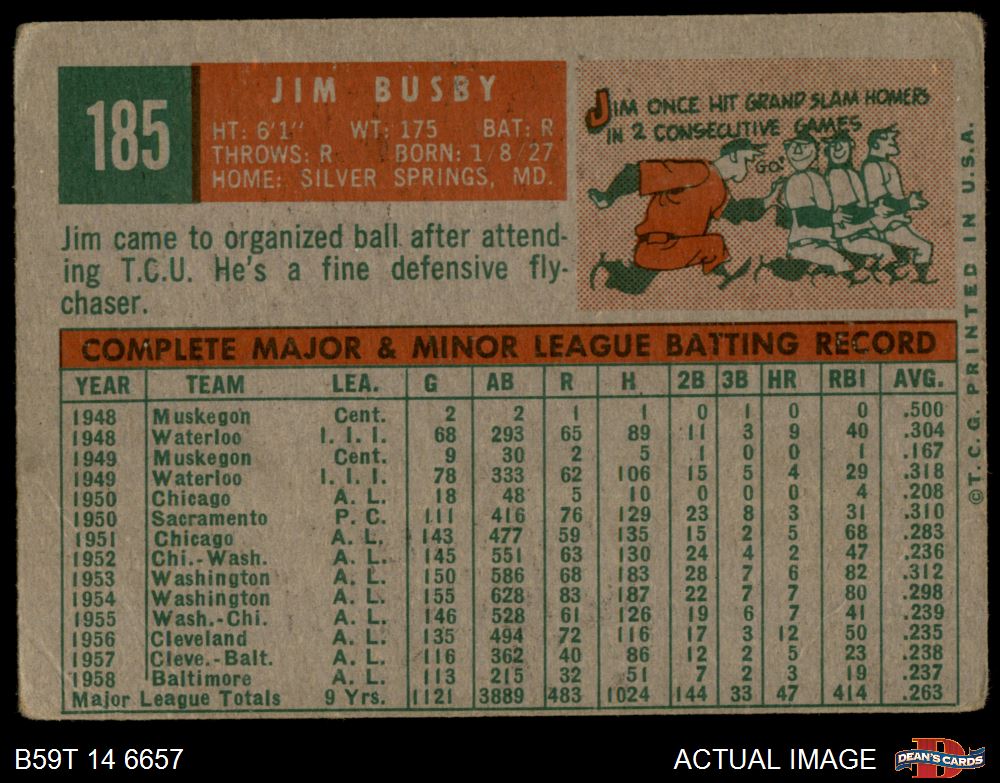 185
JIM BUSBY
HT: 6'1" WT: 175 BAT: R
THROWS: R BORN: 1/8/27
HOME: SILVER SPRINGS, MD.
JIM ONCE HIT GRAND SLAM HOMERS
IN 2 CONSECUTIVE GAMES
GO!
Jim came to organized ball after attend-
ing T.C.U. He's a fine defensive fly-
chaser.
COMPLETE MAJOR & MINOR LEAGUE BATTING RECORD
YEAR TEAM LEA. G AB R H 2B 3B HR RBI AVG.
1948 Muskegon Cent. 2 2 1 1 0 1 0 0 .500
1948 Waterloo I. I. I. 68 293 65 89 11 3 9 40 .304
1949 Muskegon Cent. 9 30 2 5 1 0 0 1 .167
1949 Waterloo I. I. I. 78 333 62 106 15 5 4 29 .318
1950 Chicago A. L. 18 48 5 10 0 0 0 4 .208
1950 Sacramento P. C. 111 416 76 129 23 8 3 31 .310
1951 Chicago A. L. 143 477 59 135 15 2 5 68 .283
1952 Chi.-Wash. A. L. 145 551 63 130 24 4 2 47 .236
1953 Washington A. L. 150 586 68 183 28 7 6 82 .312
1954 Washington A. L. 155 628 83 187 22 7 7 80 .298
1955 Wash.-Chi. A. L. 146 528 61 126 19 6 7 41 .239
1956 Cleveland A. L. 135 494 72 116 17 3 12 50 .235
1957 Cleve.-Balt. A. L. 116 362 40 86 12 2 5 23 .238
1958 Baltimore A. L. 113 215 32 51 7 2 3 19 .237
Major League Totals 9 Yrs. 1121 3889 483 1024 144 33 47 414 .263
©T. C. G. PRINTED IN U.S.A.
B59T 14 6657
ACTUAL IMAGE
D
DEAN'S CARDS